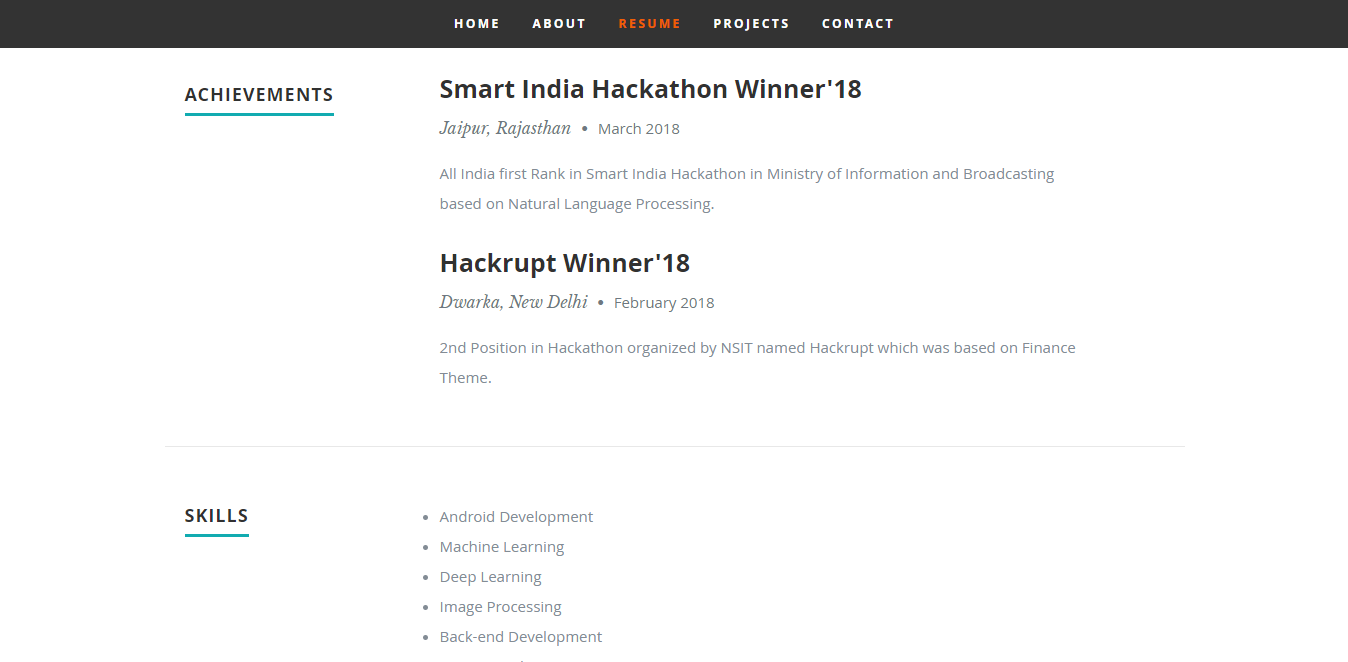 HOME ABOUT RESUME PROJECTS CONTACT
ACHIEVEMENTS
Smart India Hackathon Winner'18
Jaipur, Rajasthan • March 2018
All India first Rank in Smart India Hackathon in Ministry of Information and Broadcasting
based on Natural Language Processing.
Hackrupt Winner'18
Dwarka, New Delhi • February 2018
2nd Position in Hackathon organized by NSIT named Hackrupt which was based on Finance
Theme.
SKILLS
• Android Development
• Machine Learning
• Deep Learning
• Image Processing
• Back-end Development